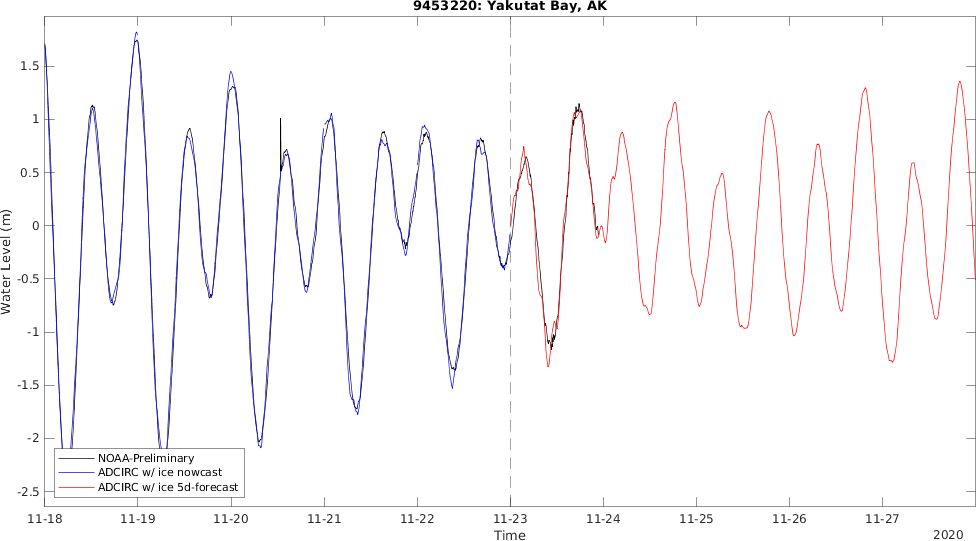 9453220: Yakutat Bay, AK
Water Level (m)
1.5
1
0.5
0
-0.5
-1
-1.5
-2
-2.5
NOAA-Preliminary
ADCIRC w/ ice nowcast
ADCIRC w/ ice 5d-forecast
11-18 11-19 11-20 11-21 11-22 11-23 11-24 11-25 11-26 11-27
Time
2020